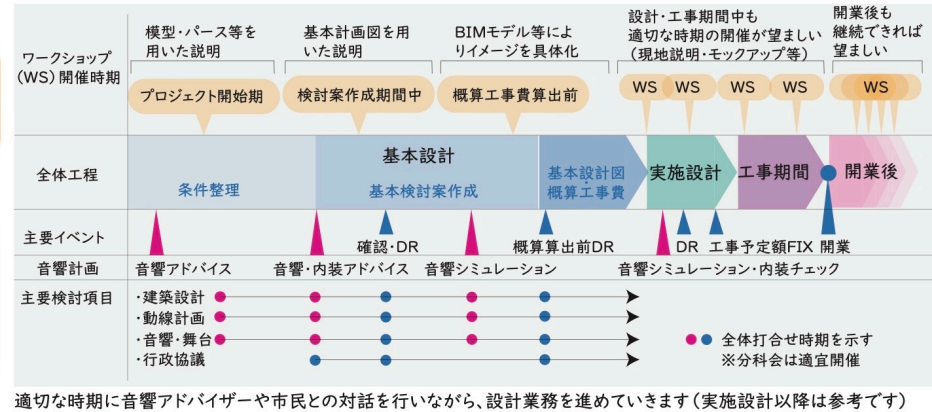 模型・パース等を
用いた説明
基本計画図を用
いた説明
BIMモデル等によ
りイメージを具体化
設計・工事期間中も
適切な時期の開催が望ましい
(現地説明・モックアップ等)
開業後も
継続できれば
望ましい
ワークショップ
(WS)開催時期
プロジェクト開始期
検討案作成期間中
概算工事費算出前
WS
WS
WS
WS
WS
全体工程
条件整理
基本設計
基本検討案作成
基本設計図
・
概算工事費
実施設計
工事期間
開業後
主要イベント
確認・DR
概算算出前DR
DR
工事予定額FIX
開業
音響計画
音響アドバイス
音響・内装アドバイス
音響シミュレーション
音響シミュレーション・内装チェック
主要検討項目
・建築設計
・動線計画
・音響・舞台
・行政協議
全体打合せ時期を示す
※分科会は適宜開催
適切な時期に音響アドバイザーや市民との対話を行いながら、設計業務を進めていきます(実施設計以降は参考です)